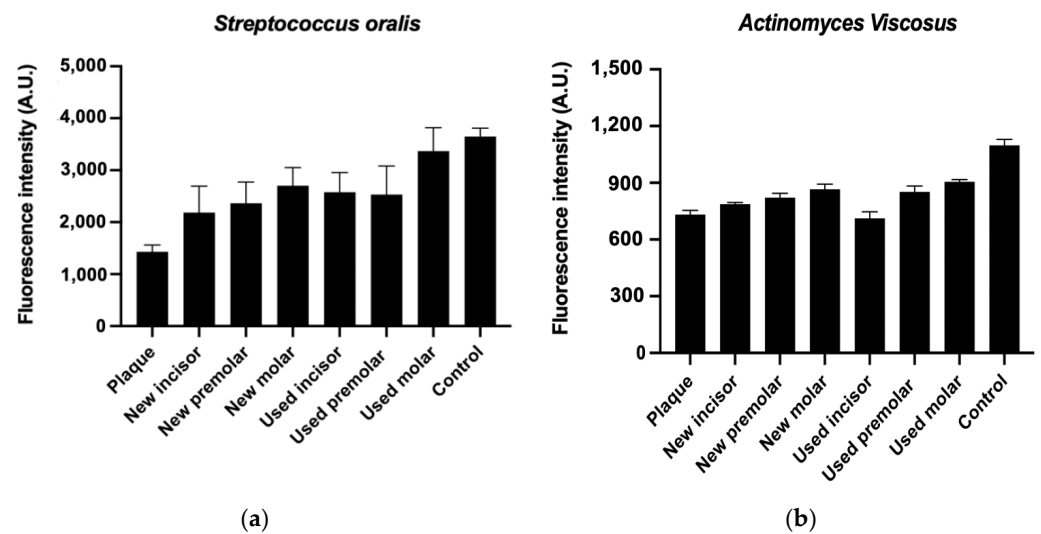 Streptococcus oralis
Fluorescence intensity (A.U.)
5,000
4,000
3,000
2,000
1,000
0
Plaque
New incisor
New premolar
New molar
Used incisor
Used premolar
Used molar
Control
(a)
Actinomyces Viscosus
Fluorescence intensity (A.U.)
1,500
1,200
900
600
300
0
Plaque
New incisor
New premolar
New molar
Used incisor
Used premolar
Used molar
Control
(b)